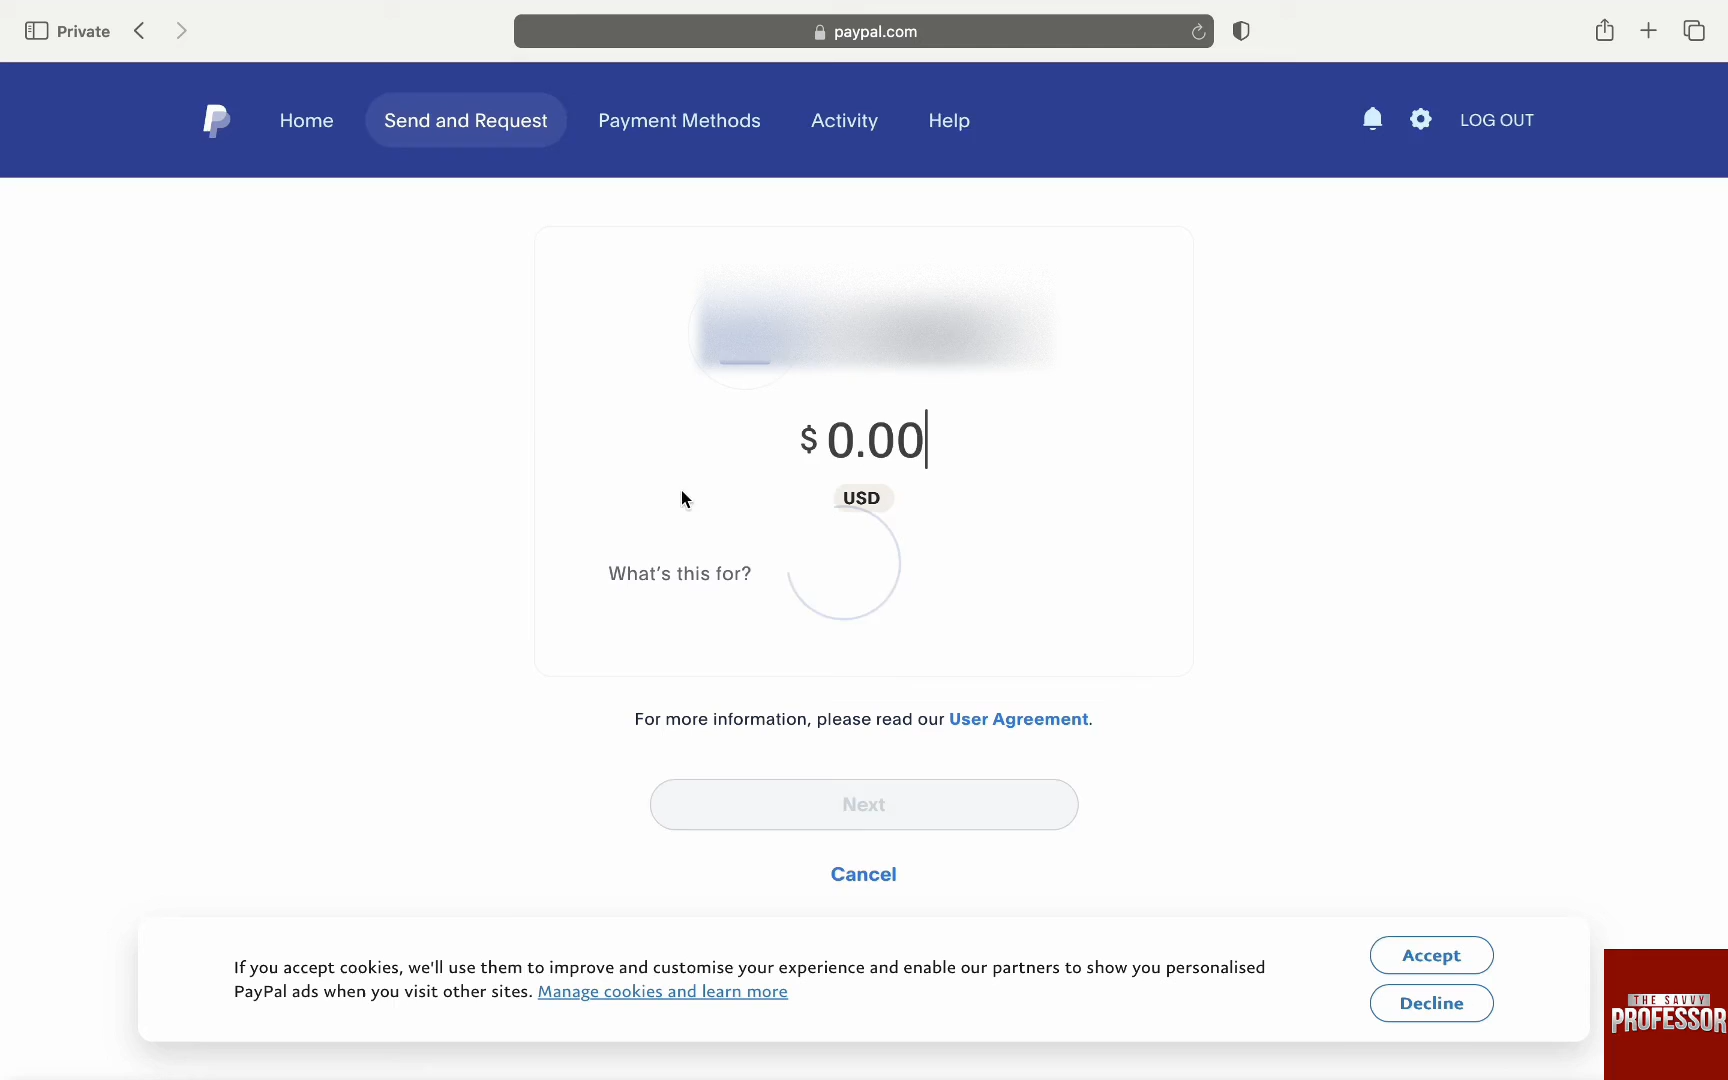 Private
paypal.com
Home
Send and Request
Payment Methods
Activity
Help
LOG OUT
$ 0.00
USD
What's this for?
For more information, please read our User Agreement.
Next
Cancel
If you accept cookies, we'll use them to improve and customise your experience and enable our partners to show you personalised
PayPal ads when you visit other sites. Manage cookies and learn more
Accept
Decline
THE SAVVY
PROFESSOR